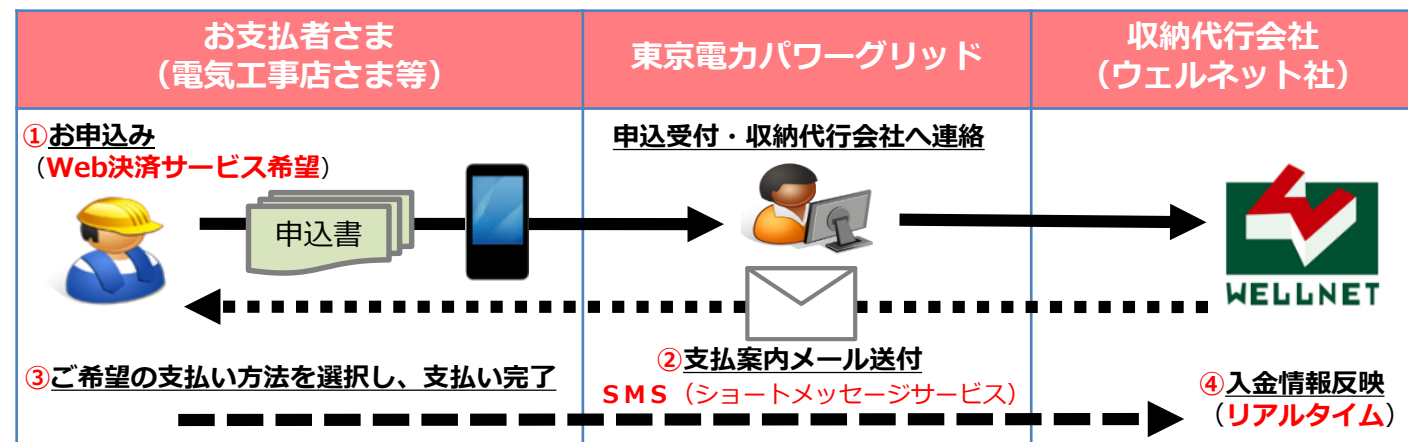 お支払者さま
（電気工事店さま等）
東京電力パワーグリッド
収納代行会社
（ウェルネット社）
①お申込み
（Web決済サービス希望）
申込書
申込受付・収納代行会社へ連絡
WELLNET
②支払案内メール送付
ＳＭＳ（ショートメッセージサービス）
③ご希望の支払い方法を選択し、支払い完了
④入金情報反映
（リアルタイム）